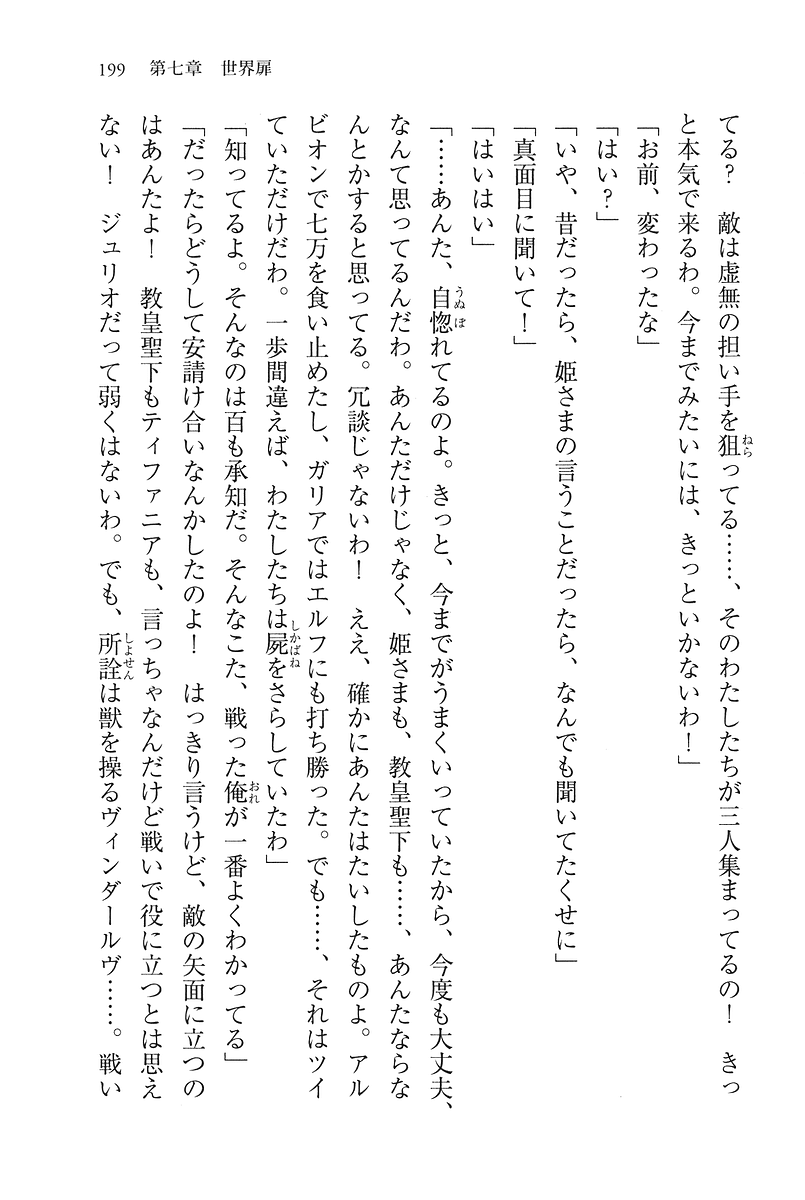 199　第七章　世界扉
てる？　敵は虚無の担い手を狙ってる……、そのわたしたちが三人集まってるの！　きっ
と本気で来るわ。今までみたいには、きっといかないわ！」
「お前、変わったな」
「はい？」
「いや、昔だったら、姫さまの言うことだったら、なんでも聞いてたくせに」
「真面目に聞いて！」
「はいはい」
「……あんた、自惚れてるのよ。きっと、今までがうまくいっていたから、今度も大丈夫、
なんて思ってるんだわ。あんただけじゃなく、姫さまも、教皇聖下も……、あんたならな
んとかすると思ってる。冗談じゃないわ！　ええ、確かにあんたはたいしたものよ。アル
ビオンで七万を食い止めたし、ガリアではエルフにも打ち勝った。でも……、それはツイ
ていただけだわ。一歩間違えば、わたしたちは屍をさらしていたわ」
「知ってるよ。そんなのは百も承知だ。そんなこた、戦った俺が一番よくわかってる」
「だったらどうして安請け合いなんかしたのよ！　はっきり言うけど、敵の矢面に立つの
はあんたよ！　教皇聖下もティファニアも、言っちゃなんだけど戦いで役に立つとは思え
ない！　ジュリオだって弱くはないわ。でも、所詮は獣を操るヴィンダールヴ……。戦い